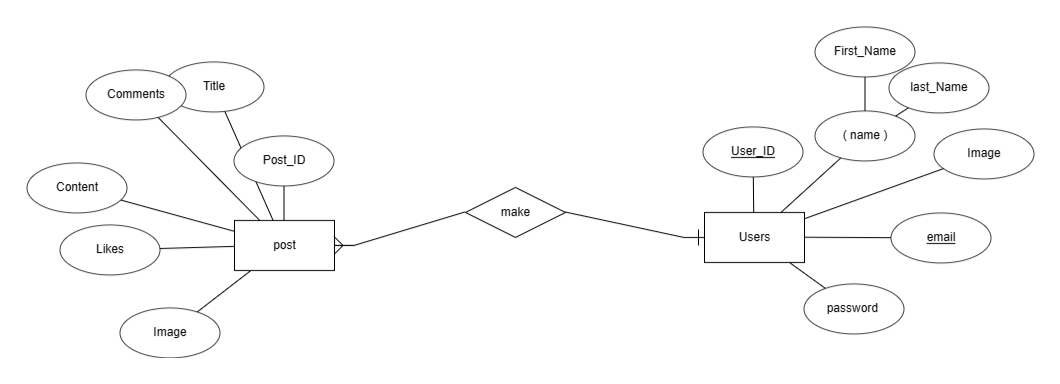 First_Name
Title
last_Name
Comments
( name )
User_ID
Image
Post_ID
Content
make
Users
email
Likes
post
password
Image